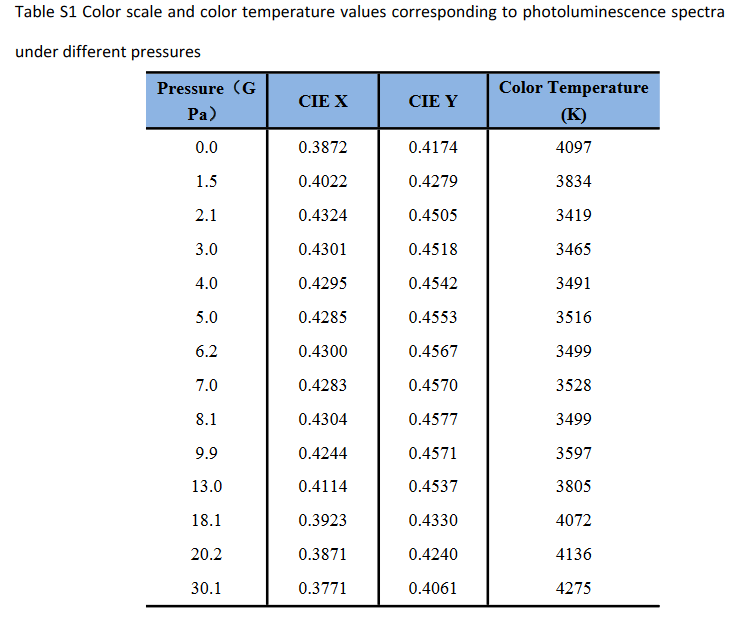 Table S1 Color scale and color temperature values corresponding to photoluminescence spectra
under different pressures
Pressure（G
Pa） CIE X CIE Y Color Temperature
(K)
0.0 0.3872 0.4174 4097
1.5 0.4022 0.4279 3834
2.1 0.4324 0.4505 3419
3.0 0.4301 0.4518 3465
4.0 0.4295 0.4542 3491
5.0 0.4285 0.4553 3516
6.2 0.4300 0.4567 3499
7.0 0.4283 0.4570 3528
8.1 0.4304 0.4577 3499
9.9 0.4244 0.4571 3597
13.0 0.4114 0.4537 3805
18.1 0.3923 0.4330 4072
20.2 0.3871 0.4240 4136
30.1 0.3771 0.4061 4275